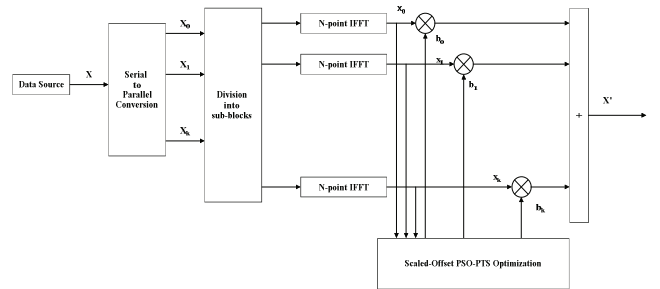 Data Source
X
Serial
to
Parallel
Conversion
X₀
X₁
Xₖ
Division
into
sub-blocks
N-point IFFT
N-point IFFT
N-point IFFT
x₀
b₀
x₁
b₁
xₖ
bₖ
+
X'
Scaled-Offset PSO-PTS Optimization